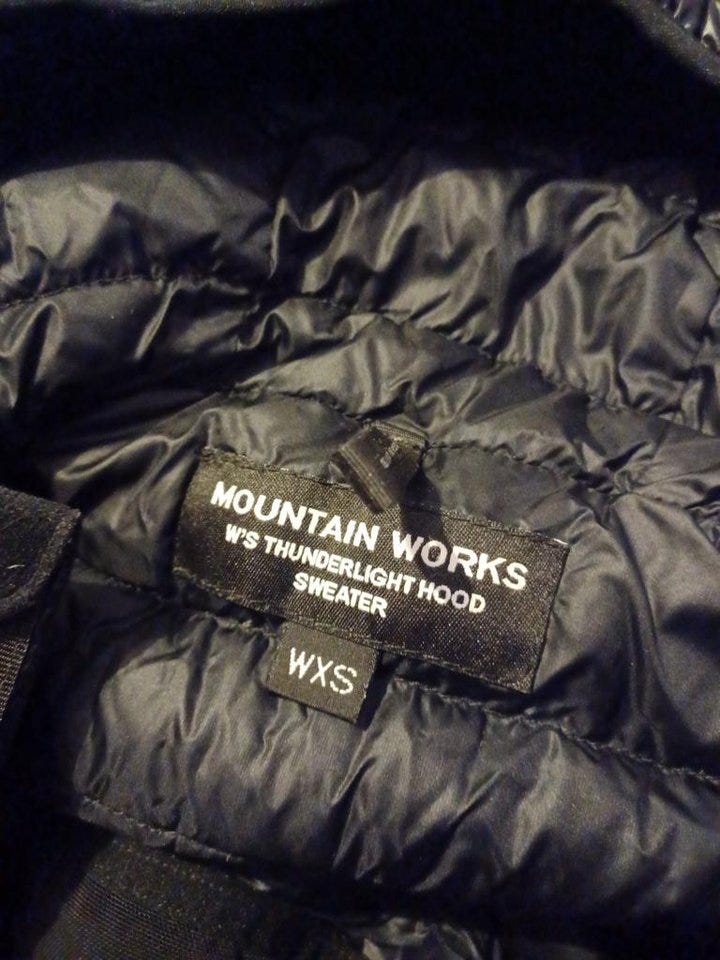 MOUNTAIN WORKS
W'S THUNDERLIGHT HOOD
SWEATER
WXS